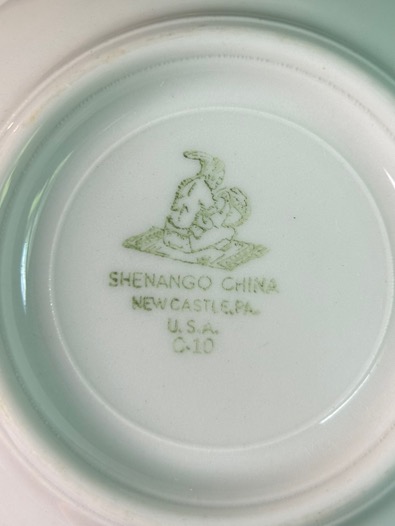 SHENANGO CHINA
NEW CASTLE, PA.
U.S.A.
C-10